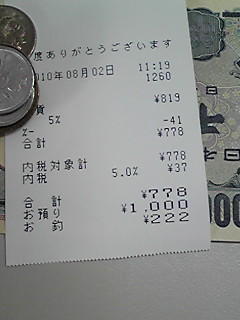 度ありがとうございます
010年08月02日 11:19
1260
賃 ¥819
5% -41
%- ¥778
合計
¥778
内税対象計 ¥37
内税 5.0%
合計 ¥778
お預り ¥1,000
お釣 ¥222